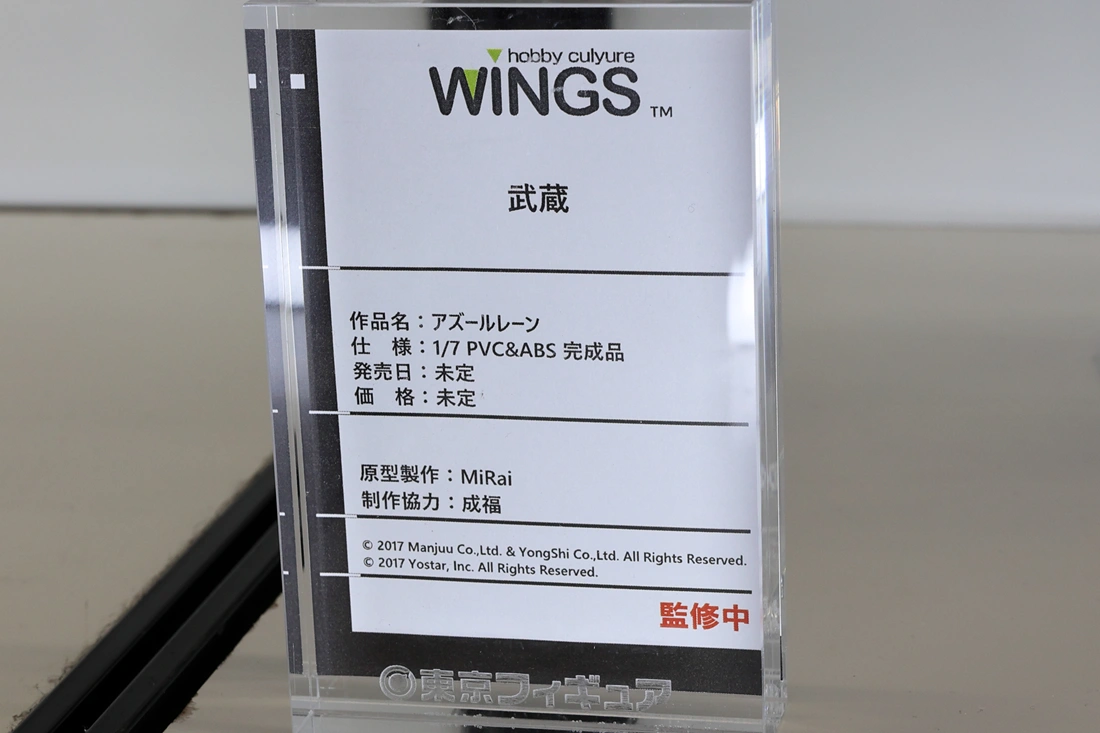 hobby culyure
WINGS TM
武蔵
作品名：アズールレーン
仕　様：1/7 PVC&ABS 完成品
発売日：未定
価　格：未定
原型製作：MiRai
制作協力：成福
© 2017 Manjuu Co.,Ltd. & YongShi Co.,Ltd. All Rights Reserved.
© 2017 Yostar, Inc. All Rights Reserved.
監修中
東京フィギュア